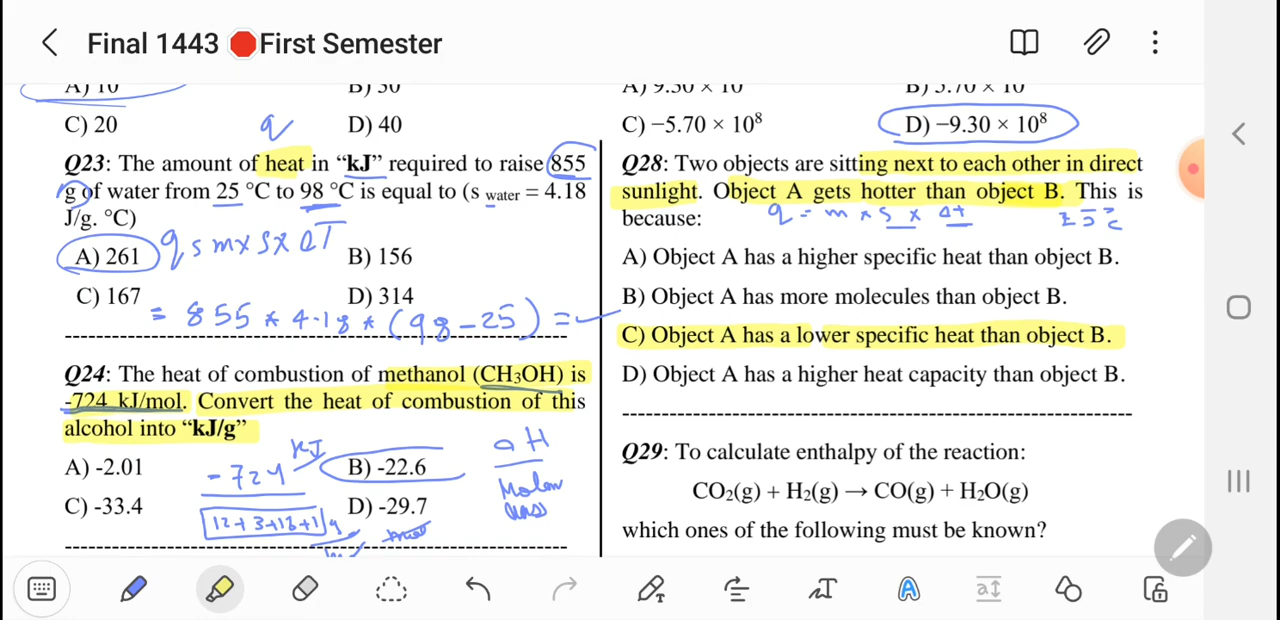 Final 1443 🛑First Semester
A) 10 B) 30
C) 20 D) 40
q
Q23: The amount of heat in “kJ” required to raise 855
g of water from 25 °C to 98 °C is equal to (s water = 4.18
J/g. °C)
A) 261 B) 156
q = m x s x ΔT
C) 167 D) 314
= 855 * 4.18 * (98 - 25) =
Q24: The heat of combustion of methanol (CH₃OH) is
-724 kJ/mol. Convert the heat of combustion of this
alcohol into “kJ/g”
A) -2.01 B) -22.6
C) -33.4 D) -29.7
-724 kJ
12+3+16+1 g
ΔH
Molar
mass
A) 9.30 × 10 B) 5.70 × 10
C) −5.70 × 10⁸ D) −9.30 × 10⁸
Q28: Two objects are sitting next to each other in direct
sunlight. Object A gets hotter than object B. This is
because:
q = m x s x Δt
A) Object A has a higher specific heat than object B.
B) Object A has more molecules than object B.
C) Object A has a lower specific heat than object B.
D) Object A has a higher heat capacity than object B.
Q29: To calculate enthalpy of the reaction:
CO₂(g) + H₂(g) → CO(g) + H₂O(g)
which ones of the following must be known?